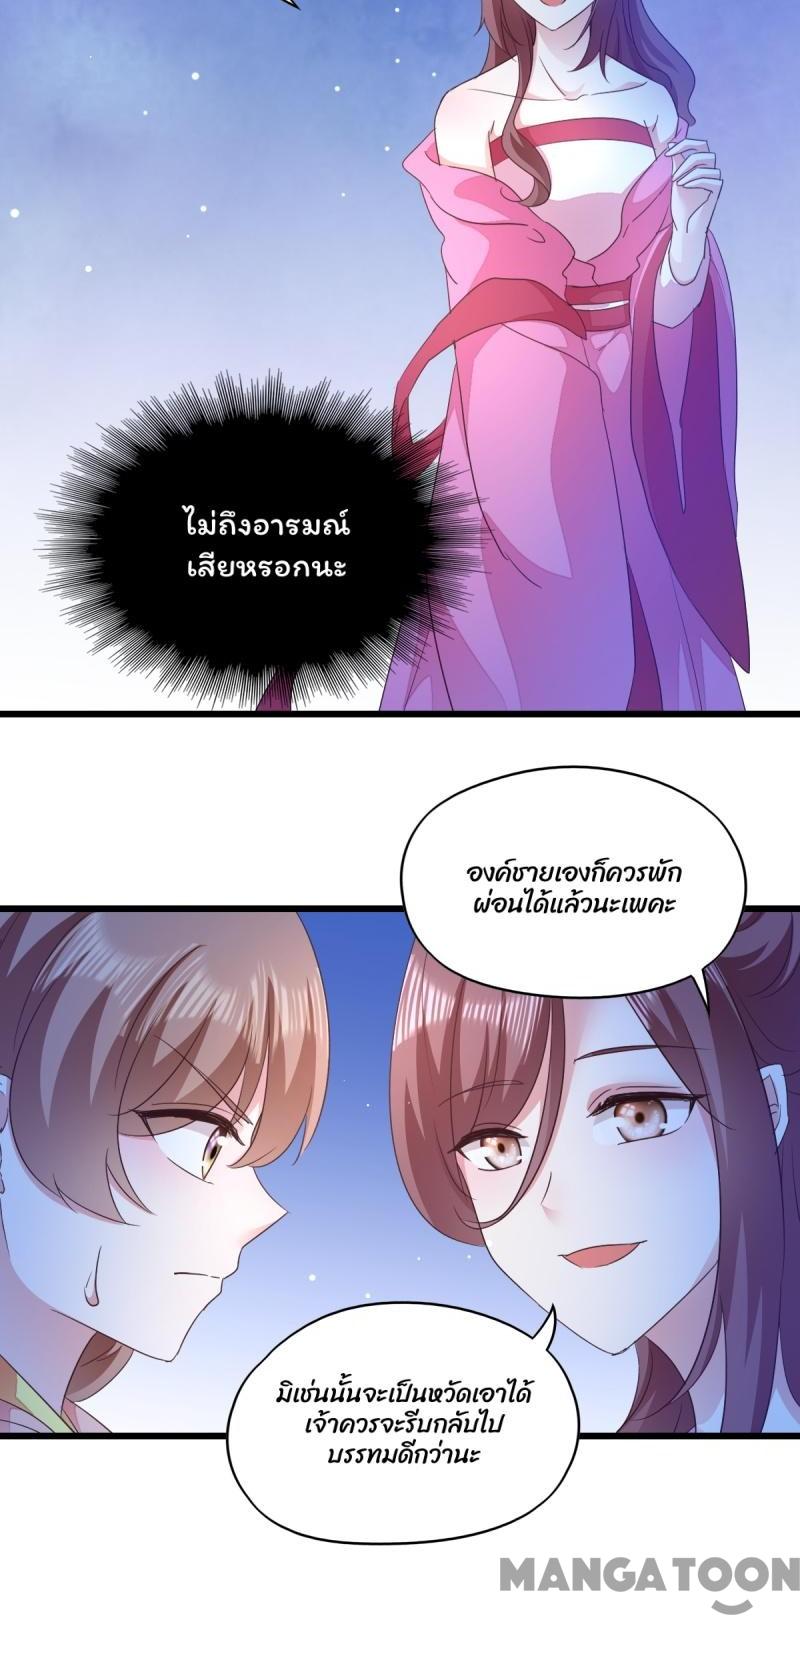 ไม่ถึงอารมณ์
เสียหรอกนะ
องค์ชายเองก็ควรพัก
ผ่อนได้แล้วนะเพคะ
มิเช่นนั้นจะเป็นหวัดเอาได้
เจ้าควรจะรีบกลับไป
บรรทมดีกว่านะ
MANGATOON